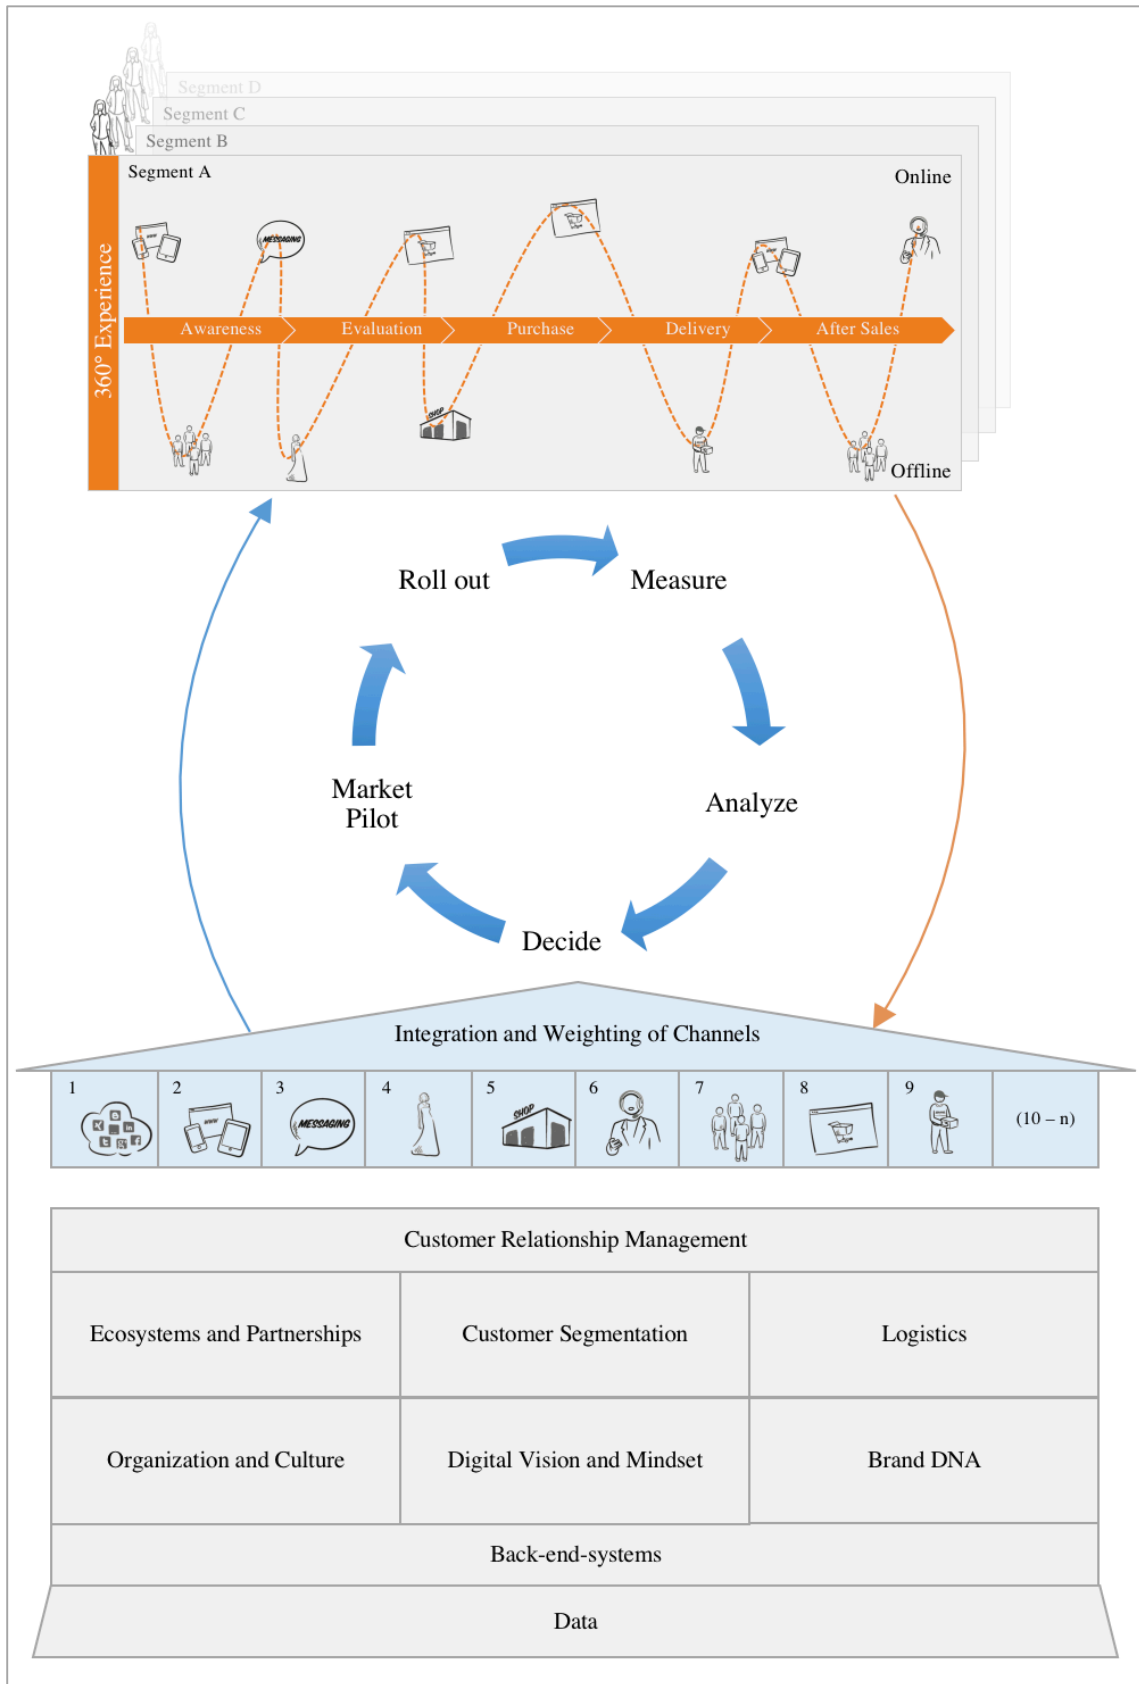 Segment D
Segment C
Segment B
Segment A
Online
360° Experience
WWW
MESSAGING
Awareness
Evaluation
Purchase
Delivery
After Sales
SHOP
Offline
Roll out
Measure
Market
Pilot
Analyze
Decide
Integration and Weighting of Channels
1
2
3
4
5
6
7
8
9
WWW
MESSAGING
SHOP
(10 – n)
Customer Relationship Management
Ecosystems and Partnerships
Customer Segmentation
Logistics
Organization and Culture
Digital Vision and Mindset
Brand DNA
Back-end-systems
Data